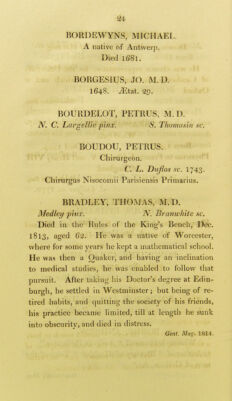 24
BORDEWYNS, MICHAEL.
A native of Antwerp.
Died 1681.
BORGESIUS, JO. M. D.
1648. Ætat. 29.
BOURDELOT, PETRUS, M. D.
N. C. Largellie pinx. S. Thomasin sc.
BOUDOU, PETRUS.
Chirurgeon.
C. L. Duflos sc. 1743.
Chirurgus Nisocomii Parisiensis Primarius.
BRADLEY, THOMAS, M. D.
Medley pinx. N. Branwhite sc.
Died in the Rules of the King's Bench, Dec.
1813, aged 62. He was a native of Worcester,
where for some years he kept a mathematical school.
He was then a Quaker, and having an inclination
to medical studies, he was enabled to follow that
pursuit. After taking his Doctor's degree at Edin-
burgh, he settled in Westminster; but being of re-
tired habits, and quitting the society of his friends,
his practice became limited, till at length he sunk
into obscurity, and died in distress.
Gent. Mag. 1814.